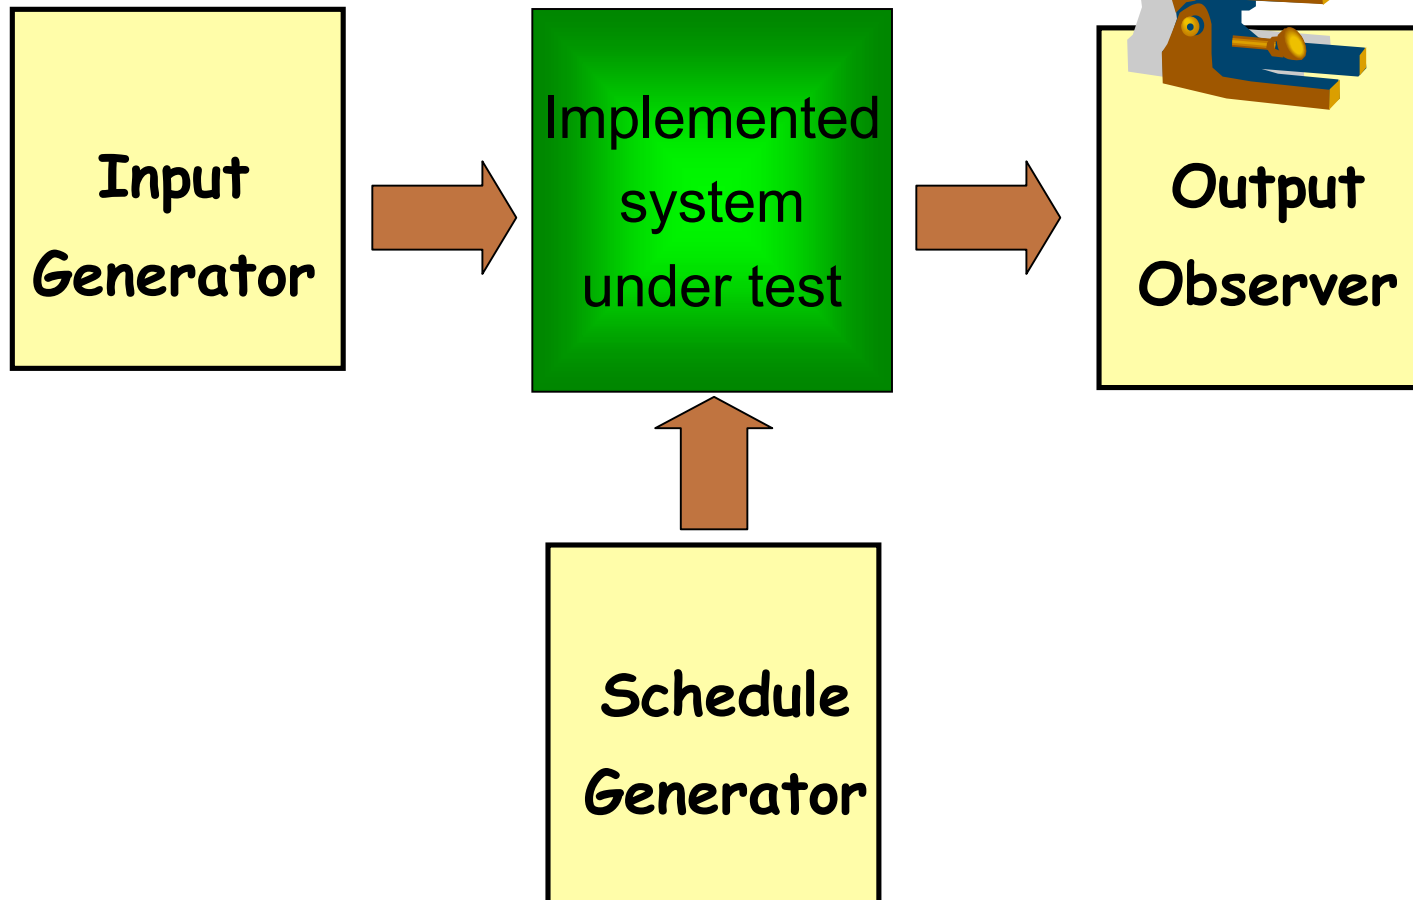 Input
Generator
Implemented
system
under test
Output
Observer
Schedule
Generator